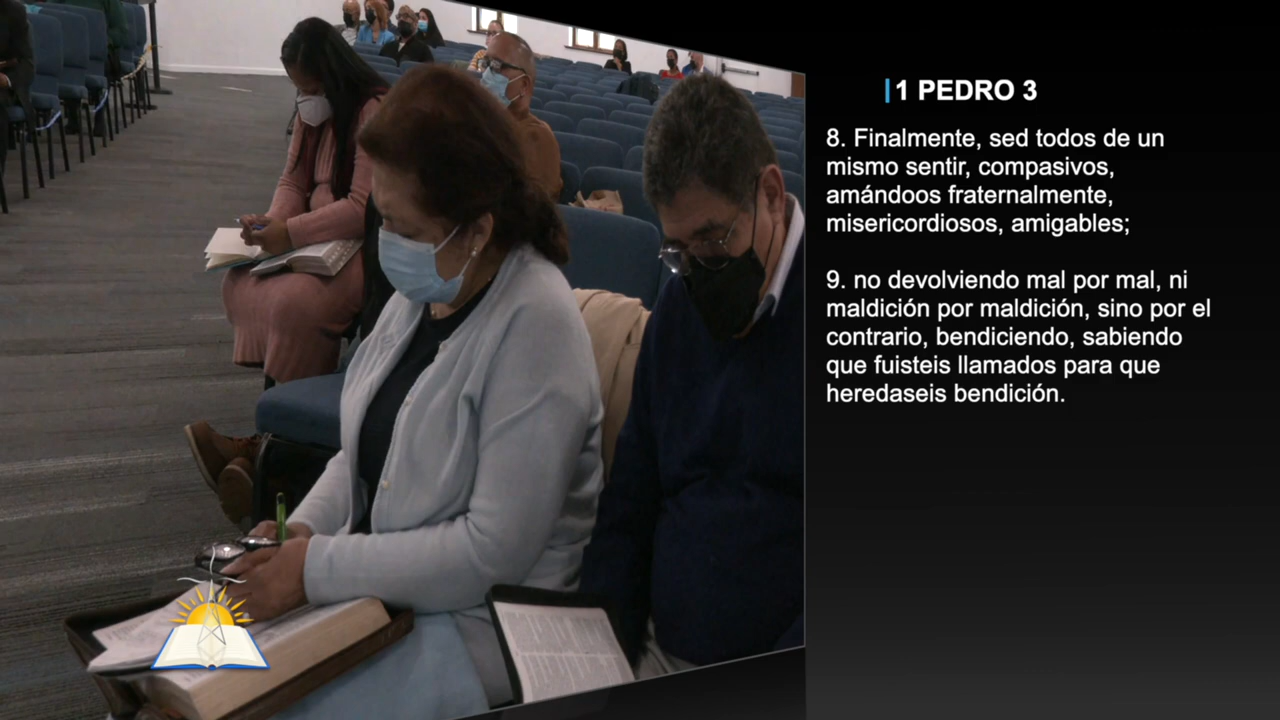 1 PEDRO 3
8. Finalmente, sed todos de un
mismo sentir, compasivos,
amándoos fraternalmente,
misericordiosos, amigables;
9. no devolviendo mal por mal, ni
maldición por maldición, sino por el
contrario, bendiciendo, sabiendo
que fuisteis llamados para que
heredaseis bendición.